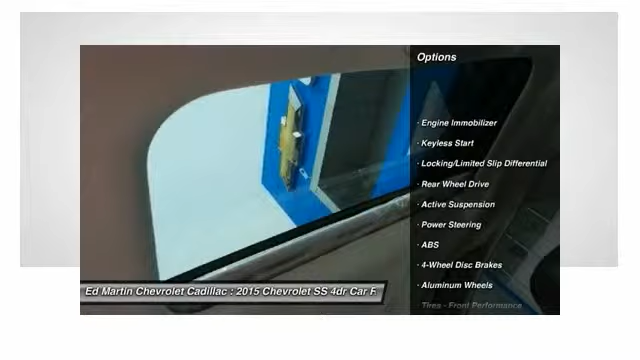 Options
· Engine Immobilizer
· Keyless Start
· Locking/Limited Slip Differential
· Rear Wheel Drive
· Active Suspension
· Power Steering
· ABS
· 4-Wheel Disc Brakes
· Aluminum Wheels
· Tires - Front Performance
Ed Martin Chevrolet Cadillac : 2015 Chevrolet SS 4dr Car F